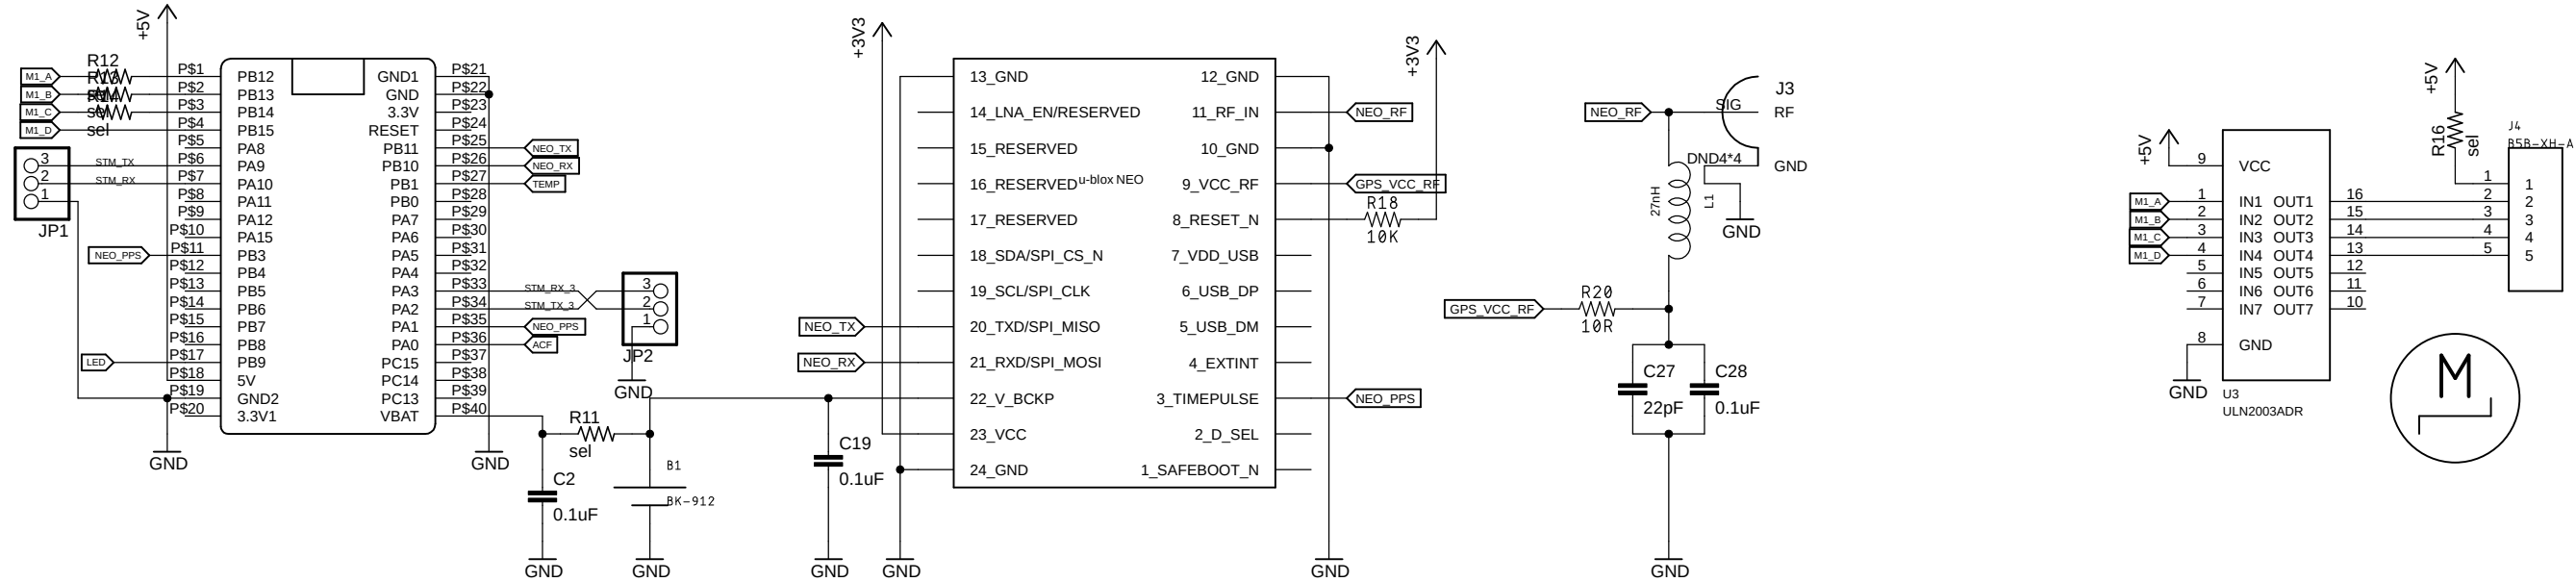 +5V
R12
R13
sel
R14
sel
sel
M1_A
M1_B
M1_C
M1_D
P$1 PB12 GND1 P$21
P$2 PB13 GND P$22
P$3 PB14 3.3V P$23
P$4 PB15 RESET P$24
P$5 PA8 PB11 P$25 NEO_TX
3 STM_TX P$6 PA9 PB10 P$26 NEO_RX
2 STM_RX P$7 PA10 PB1 P$27 TEMP
1 P$8 PA11 PB0 P$28
P$9 PA12 PA7 P$29
JP1
P$10 PA15 PA6 P$30
NEO_PPS P$11 PB3 PA5 P$31
P$12 PB4 PA4 P$32
P$13 PB5 PA3 P$33 STM_RX_3 3
P$14 PB6 PA2 P$34 STM_TX_3 2
P$15 PB7 PA1 P$35 NEO_PPS 1
P$16 PB8 PA0 P$36 ACF
JP2
LED P$17 PB9 PC15 P$37
P$18 5V PC14 P$38
P$19 GND2 PC13 P$39
P$20 3.3V1 VBAT P$40
GND
GND
GND
R11
sel
C2
0.1uF
B1
BK-912
GND
GND
+3V3
+3V3
13_GND 12_GND
14_LNA_EN/RESERVED 11_RF_IN NEO_RF
15_RESERVED 10_GND
16_RESERVED u-blox NEO 9_VCC_RF GPS_VCC_RF
17_RESERVED 8_RESET_N
R18
10K
18_SDA/SPI_CS_N 7_VDD_USB
19_SCL/SPI_CLK 6_USB_DP
NEO_TX 20_TXD/SPI_MISO 5_USB_DM
NEO_RX 21_RXD/SPI_MOSI 4_EXTINT
22_V_BCKP 3_TIMEPULSE NEO_PPS
23_VCC 2_D_SEL
24_GND 1_SAFEBOOT_N
C19
0.1uF
GND
GND
GND
NEO_RF
SIG
J3
RF
DND4*4
GND
27nH
L1
GND
GPS_VCC_RF
R20
10R
C27
22pF
C28
0.1uF
GND
+5V
+5V
R16
sel
J4
B5B-XH-A
9 VCC
M1_A 1 IN1 OUT1 16
M1_B 2 IN2 OUT2 15
M1_C 3 IN3 OUT3 14
M1_D 4 IN4 OUT4 13
5 IN5 OUT5 12
6 IN6 OUT6 11
7 IN7 OUT7 10
8 GND
GND
U3
ULN2003ADR
1 1
2 2
3 3
4 4
5 5
M